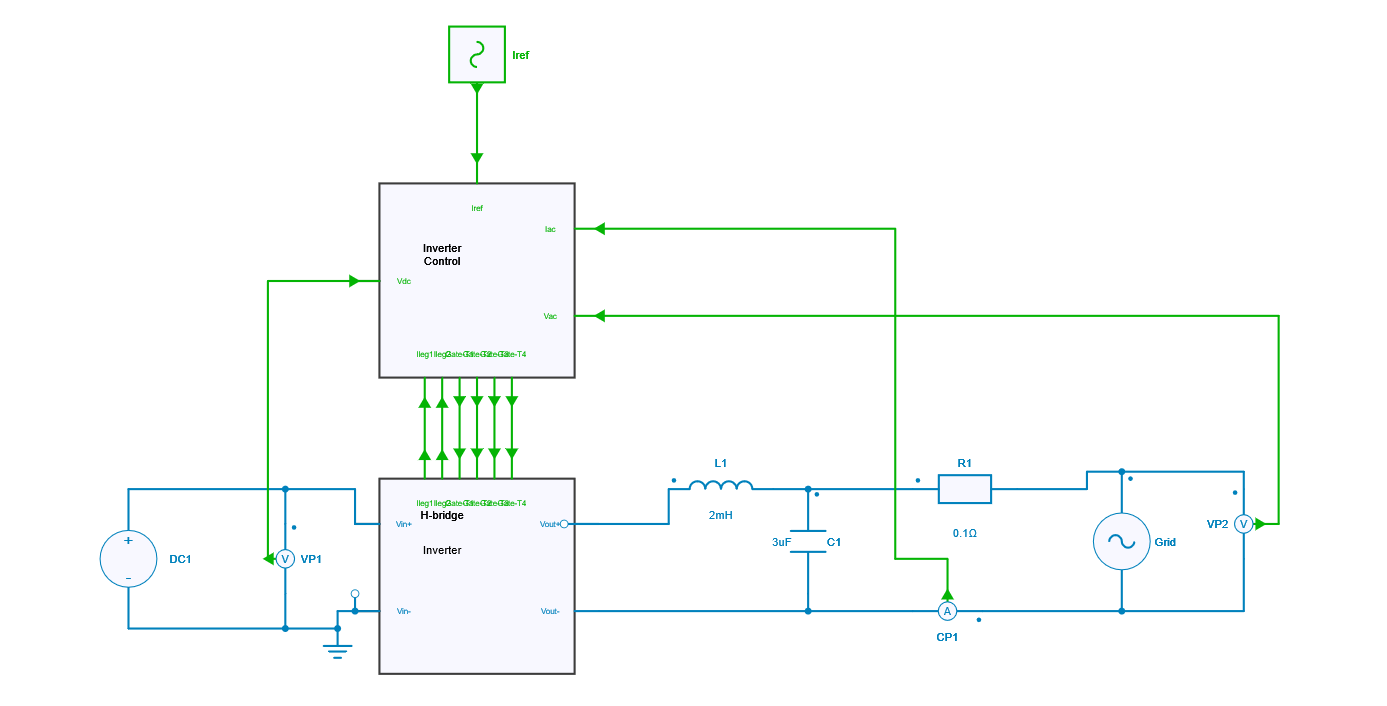 Iref
Iref
Iac
Inverter
Control
Vdc
Vac
Ileg1 Ileg2 Gate-T1 Gate-T2 Gate-T3 Gate-T4
L1
R1
Ileg1 Ileg2 Gate-T1 Gate-T2 Gate-T3 Gate-T4
H-bridge
2mH
Vin+
Vout+
VP2
V
0.1Ω
+
-
DC1
V
VP1
Inverter
3uF
C1
Grid
Vin-
Vout-
A
CP1